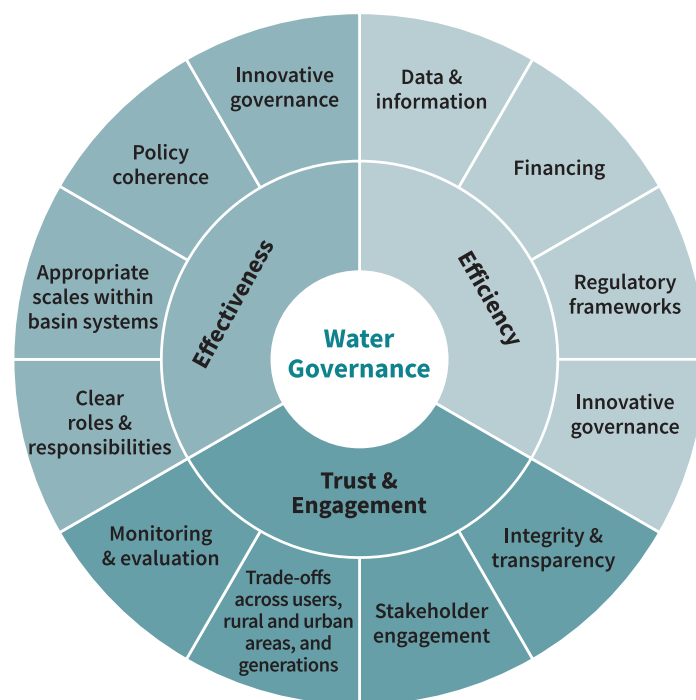 Water
Governance
Effectiveness
Efficiency
Trust &
Engagement
Innovative
governance
Data &
information
Policy
coherence
Financing
Appropriate
scales within
basin systems
Regulatory
frameworks
Clear
roles &
responsibilities
Innovative
governance
Monitoring
& evaluation
Integrity &
transparency
Trade-offs
across users,
rural and urban
areas, and
generations
Stakeholder
engagement